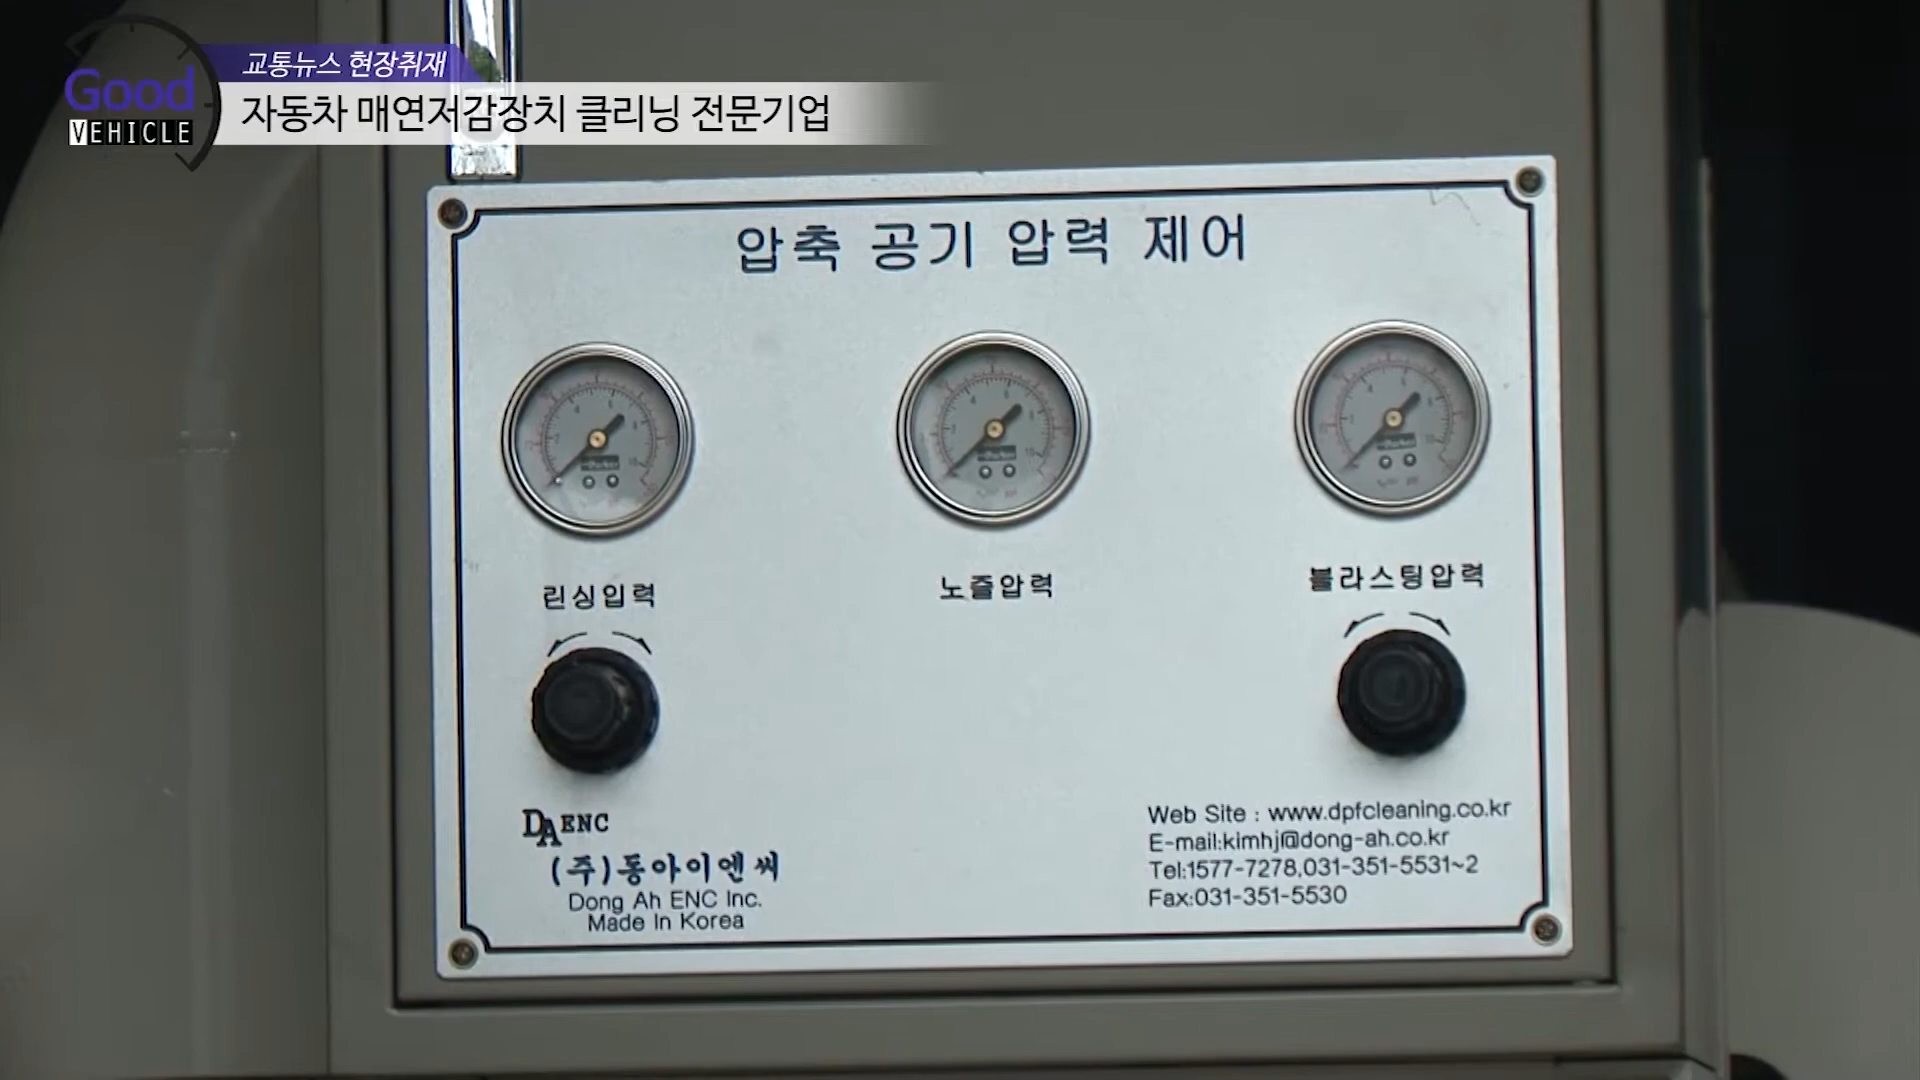 교통뉴스 현장취재
Good
VEHICLE
자동차 매연저감장치 클리닝 전문기업
압축 공기 압력 제어
린싱입력
노즐압력
블라스팅압력
DAENC
(주)동아이엔씨
Dong Ah ENC Inc.
Made In Korea
Web Site : www.dpfcleaning.co.kr
E-mail:kimhj@dong-ah.co.kr
Tel:1577-7278,031-351-5531~2
Fax:031-351-5530